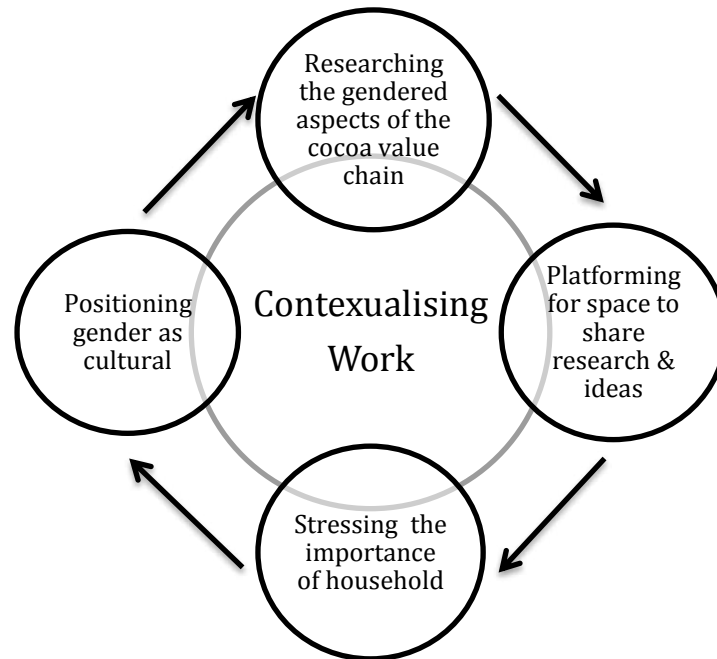 Researching
the gendered
aspects of the
cocoa value
chain
Platforming
for space to
share
research &
ideas
Stressing the
importance
of household
Positioning
gender as
cultural
Contexualising
Work